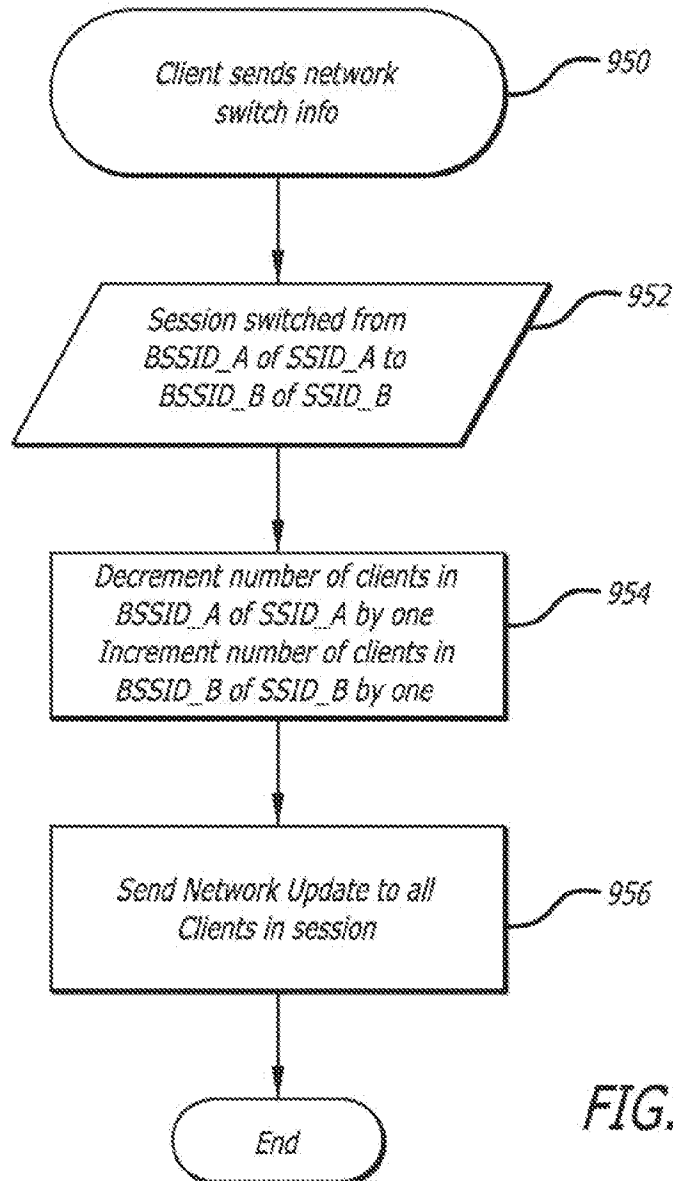 Client sends network
switch info
950
Session switched from
BSSID_A of SSID_A to
BSSID_B of SSID_B
952
Decrement number of clients in
BSSID_A of SSID_A by one
Increment number of clients in
BSSID_B of SSID_B by one
954
Send Network Update to all
Clients in session
956
End
FIG.